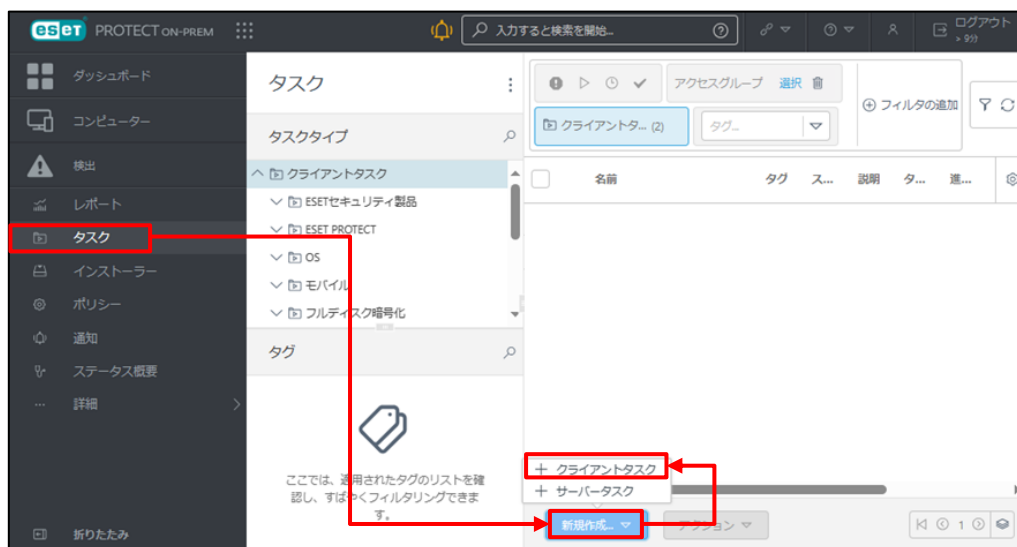 eset PROTECT ON-PREM
入力すると検索を開始...
ログアウト
> 9分
ダッシュボード
コンピューター
検出
レポート
タスク
インストーラー
ポリシー
通知
ステータス概要
詳細
折りたたみ
タスク
タスクタイプ
クライアントタスク
ESETセキュリティ製品
ESET PROTECT
OS
モバイル
フルディスク暗号化
タグ
ここでは、適用されたタグのリストを確
認し、すばやくフィルタリングできま
す。
アクセスグループ 選択
フィルタの追加
クライアントタ... (2)
タグ...
名前 タグ ス... 説明 タ... 進...
クライアントタスク
サーバータスク
新規作成... アクション
1